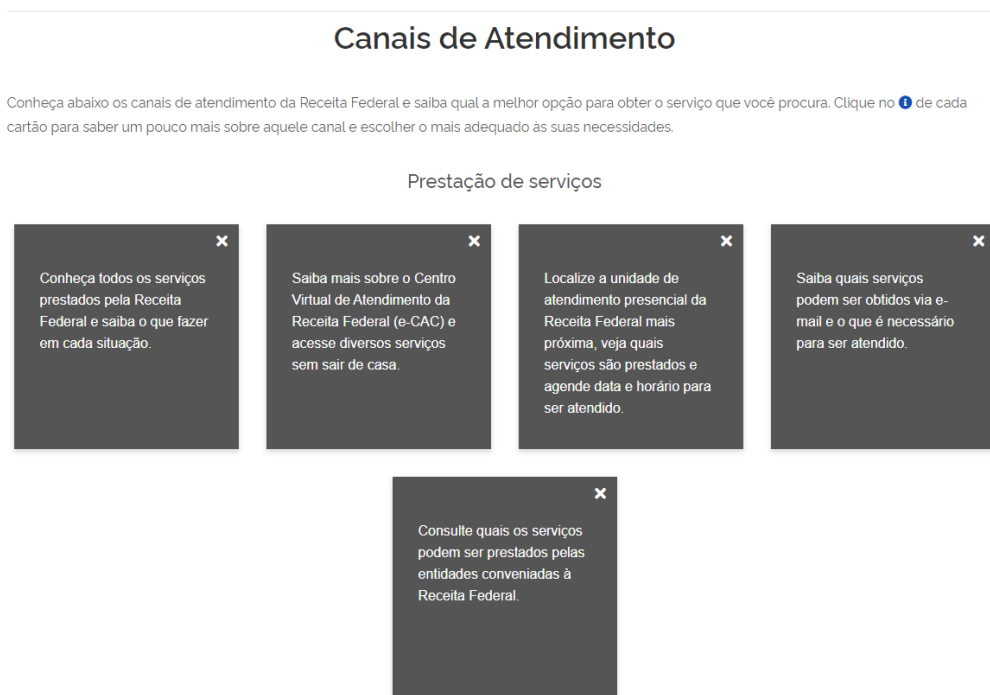 Canais de Atendimento
Conheça abaixo os canais de atendimento da Receita Federal e saiba qual a melhor opção para obter o serviço que você procura. Clique no de cada
cartão para saber um pouco mais sobre aquele canal e escolher o mais adequado às suas necessidades.
Prestação de serviços
Conheça todos os serviços
prestados pela Receita
Federal e saiba o que fazer
em cada situação.
Saiba mais sobre o Centro
Virtual de Atendimento da
Receita Federal (e-CAC) e
acesse diversos serviços
sem sair de casa.
Localize a unidade de
atendimento presencial da
Receita Federal mais
próxima, veja quais
serviços são prestados e
agende data e horário para
ser atendido.
Saiba quais serviços
podem ser obtidos via e-
mail e o que é necessário
para ser atendido.
Consulte quais os serviços
podem ser prestados pelas
entidades conveniadas à
Receita Federal.